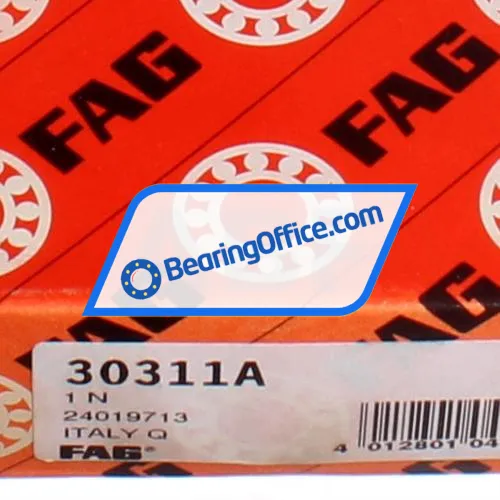 FAG
FAG
BearingOffice.com
FAG
30311A
1 N
24019713
ITALY Q
4 012801 04
FAG®